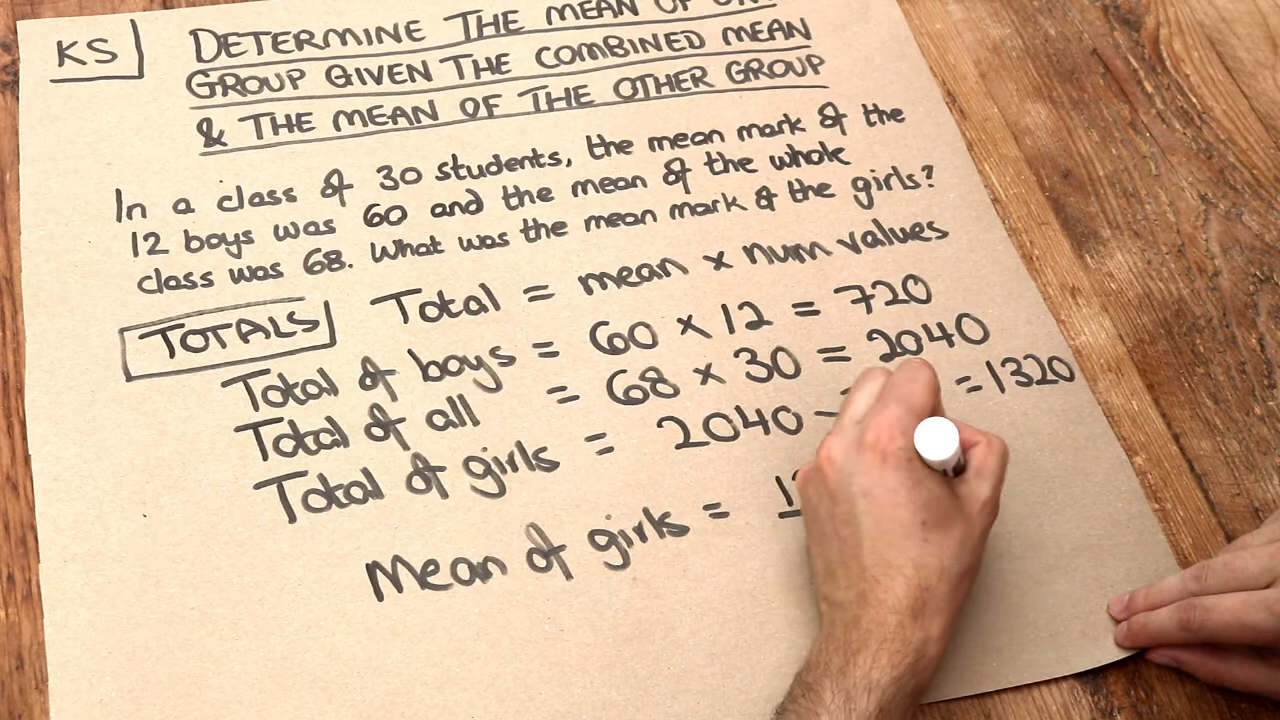 KS
DETERMINE THE MEAN OF
GROUP GIVEN THE COMBINED MEAN
& THE MEAN OF THE OTHER GROUP
In a class of 30 students, the mean mark of the
12 boys was 60 and the mean of the whole
class was 68. What was the mean mark of the girls?
TOTALS Total = mean × num values
Total of boys = 60 × 12 = 720
Total of all = 68 × 30 = 2040
Total of girls = 2040 − = 1320
Mean of girls =